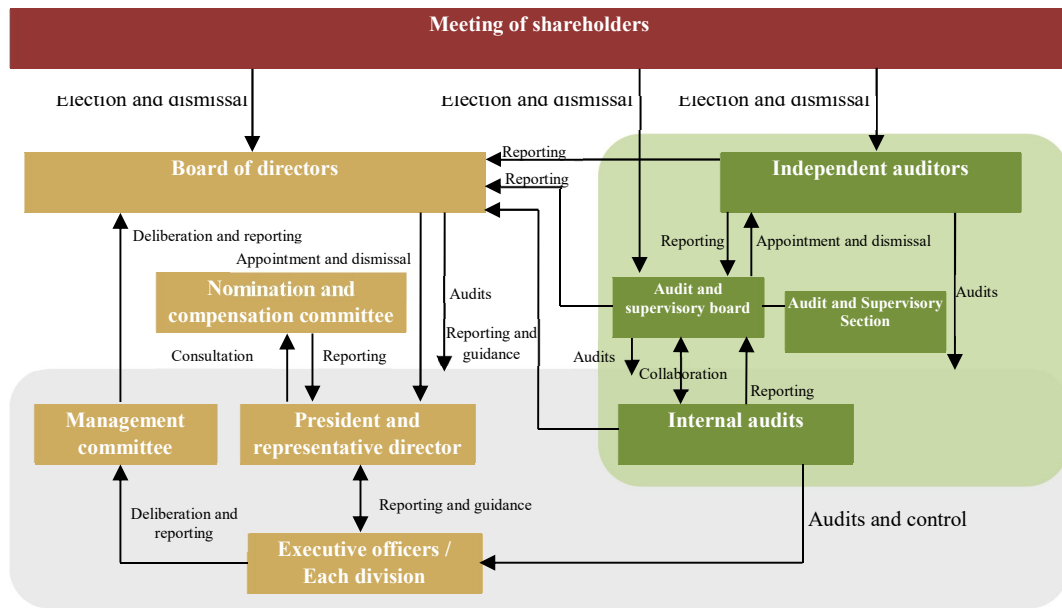 Meeting of shareholders
Election and dismissal
Election and dismissal
Election and dismissal
Board of directors
Reporting
Reporting
Independent auditors
Deliberation and reporting
Appointment and dismissal
Reporting
Appointment and dismissal
Nomination and
compensation committee
Audits
Audit and
supervisory board
Audit and Supervisory
Section
Audits
Consultation
Reporting
Reporting and
guidance
Audits
Collaboration
Reporting
Management
committee
President and
representative director
Internal audits
Deliberation and
reporting
Reporting and guidance
Audits and control
Executive officers /
Each division